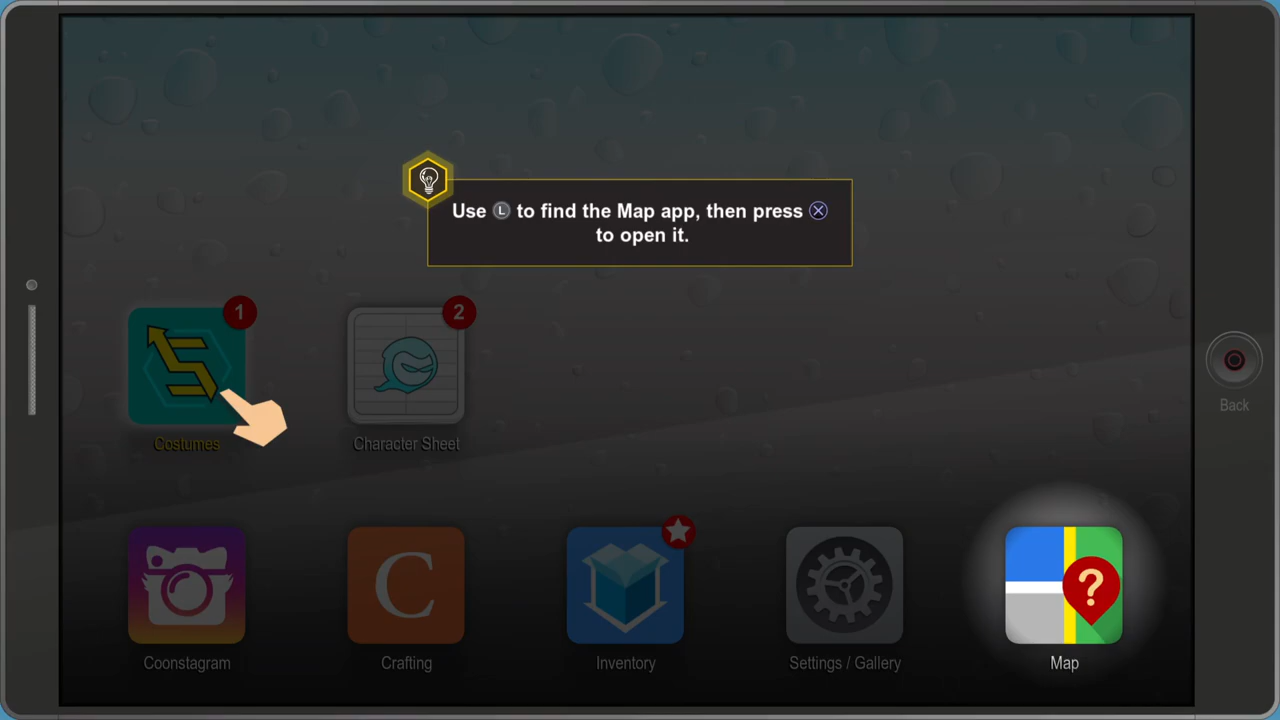 Use L to find the Map app, then press
to open it.
1
2
Back
Costumes
Character Sheet
C
?
Coonstagram
Crafting
Inventory
Settings / Gallery
Map